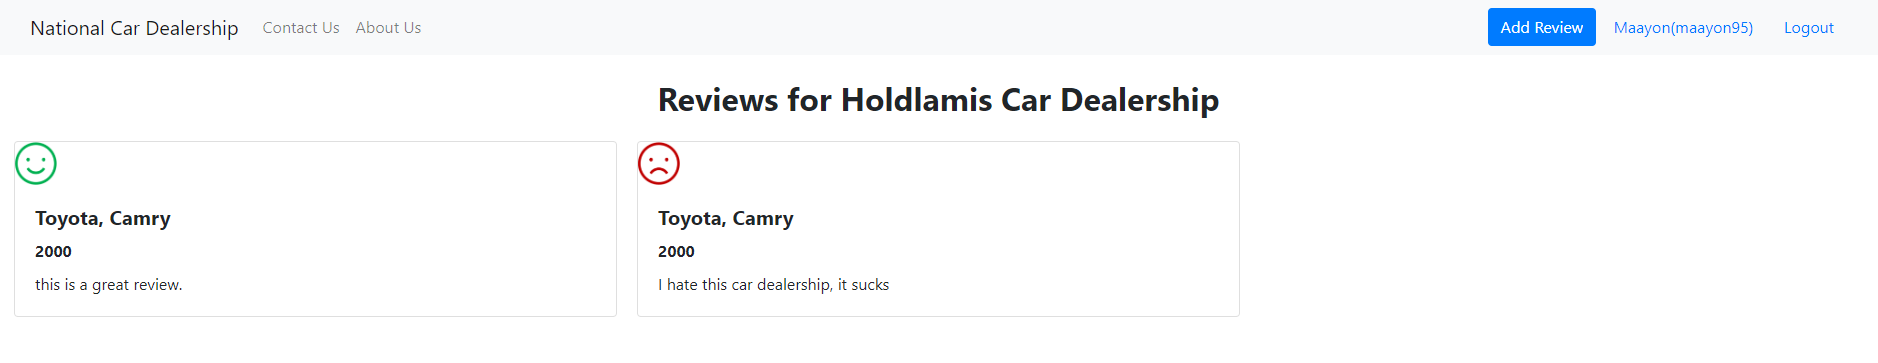 National Car Dealership Contact Us About Us Add Review Maayon(maayon95) Logout
Reviews for Holdlamis Car Dealership
Toyota, Camry
2000
this is a great review.
Toyota, Camry
2000
I hate this car dealership, it sucks